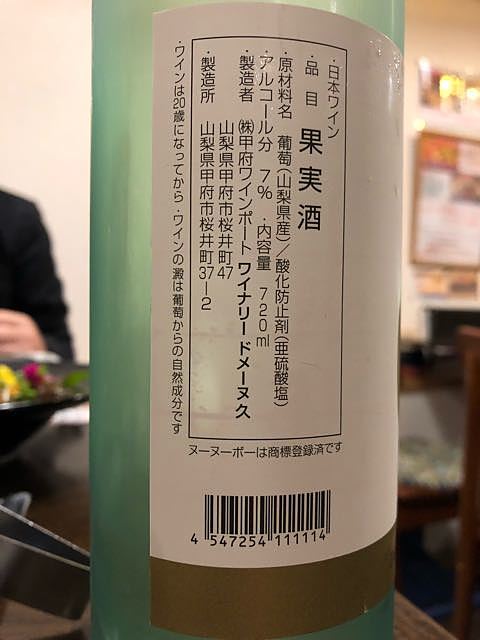 ・日本ワイン
・品目 果実酒
・原材料名 葡萄(山梨県産)／酸化防止剤(亜硫酸塩)
・アルコール分 7% ・内容量 720ml
・製造者 ㈱甲府ワインポート ワイナリー ドメーヌ久
山梨県甲府市桜井町47
・製造所 山梨県甲府市桜井町37-2
・ワインは20歳になってから ・ワインの澱は葡萄からの自然成分です
ヌーヌーボーは商標登録済です
4 547254 111114